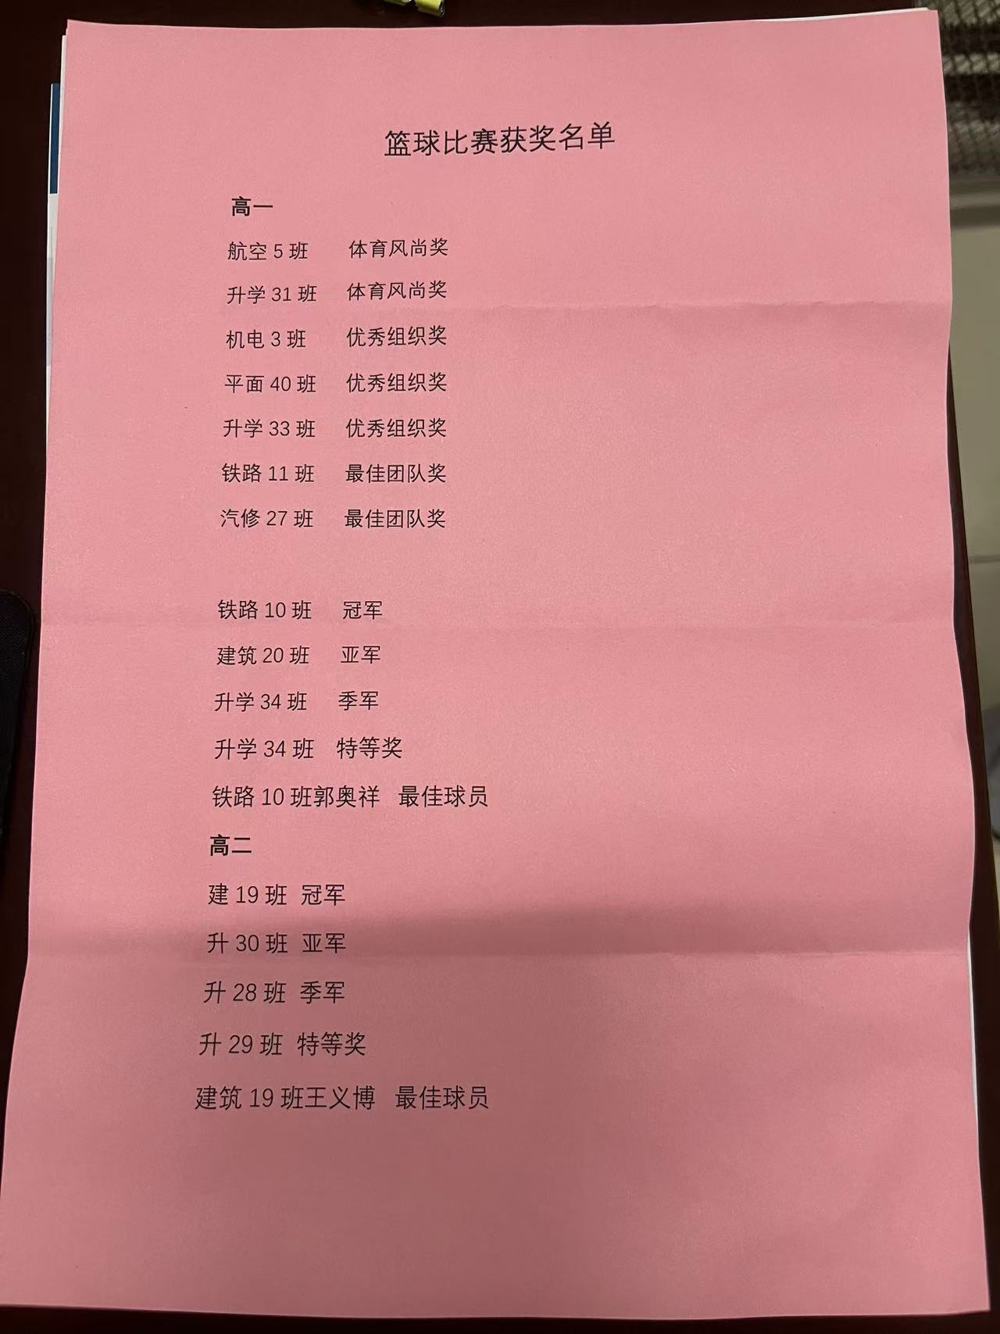 篮球比赛获奖名单
高一
航空 5 班 体育风尚奖
升学 31 班 体育风尚奖
机电 3 班 优秀组织奖
平面 40 班 优秀组织奖
升学 33 班 优秀组织奖
铁路 11 班 最佳团队奖
汽修 27 班 最佳团队奖
铁路 10 班 冠军
建筑 20 班 亚军
升学 34 班 季军
升学 34 班 特等奖
铁路 10 班郭奥祥 最佳球员
高二
建 19 班 冠军
升 30 班 亚军
升 28 班 季军
升 29 班 特等奖
建筑 19 班王义博 最佳球员